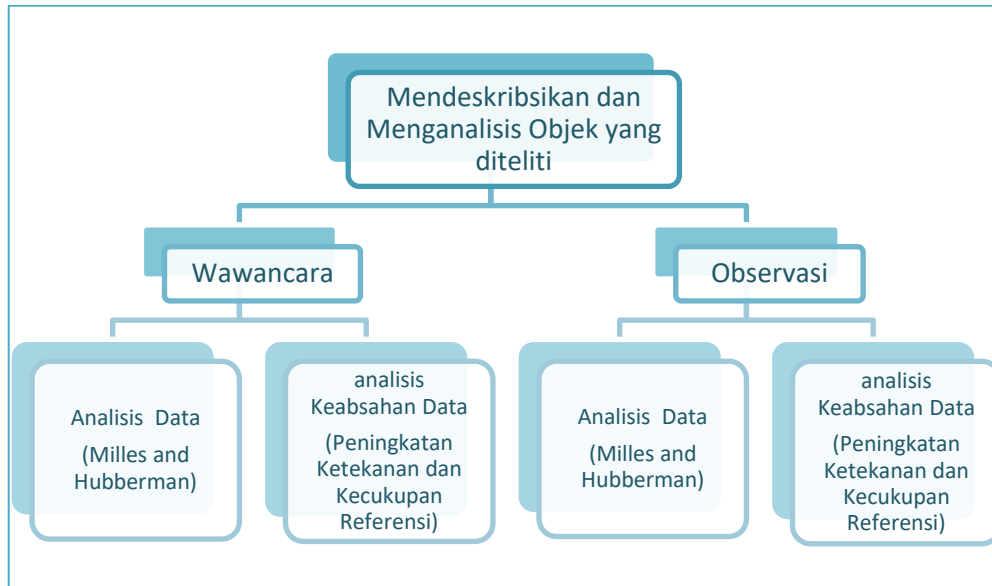 Mendeskribsikan dan
Menganalisis Objek yang
diteliti
Wawancara
Observasi
Analisis Data
(Milles and
Hubberman)
analisis
Keabsahan Data
(Peningkatan
Ketekanan dan
Kecukupan
Referensi)
Analisis Data
(Milles and
Hubberman)
analisis
Keabsahan Data
(Peningkatan
Ketekanan dan
Kecukupan
Referensi)